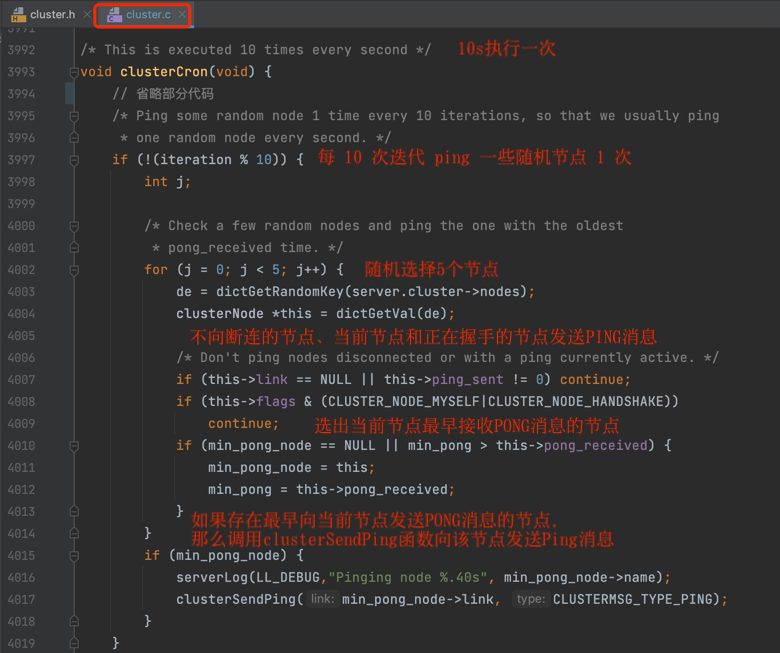 cluster.h
cluster.c
3991
3992 /* This is executed 10 times every second */ 10s执行一次
3993 void clusterCron(void) {
3994 // 省略部分代码
3995 /* Ping some random node 1 time every 10 iterations, so that we usually ping
3996 * one random node every second. */
3997 if (!(iteration % 10)) { 每 10 次迭代 ping 一些随机节点 1 次
3998 int j;
3999
4000 /* Check a few random nodes and ping the one with the oldest
4001 * pong_received time. */
4002 for (j = 0; j < 5; j++) { 随机选择5个节点
4003 de = dictGetRandomKey(server.cluster->nodes);
4004 clusterNode *this = dictGetVal(de);
4005 不向断连的节点、当前节点和正在握手的节点发送PING消息
4006 /* Don't ping nodes disconnected or with a ping currently active. */
4007 if (this->link == NULL || this->ping_sent != 0) continue;
4008 if (this->flags & (CLUSTER_NODE_MYSELF|CLUSTER_NODE_HANDSHAKE))
4009 continue; 选出当前节点最早接收PONG消息的节点
4010 if (min_pong_node == NULL || min_pong > this->pong_received) {
4011 min_pong_node = this;
4012 min_pong = this->pong_received;
4013 } 如果存在最早向当前节点发送PONG消息的节点,
4014 } 那么调用clusterSendPing函数向该节点发送Ping消息
4015 if (min_pong_node) {
4016 serverLog(LL_DEBUG,"Pinging node %.40s", min_pong_node->name);
4017 clusterSendPing( link: min_pong_node->link, type: CLUSTERMSG_TYPE_PING);
4018 }
4019 }